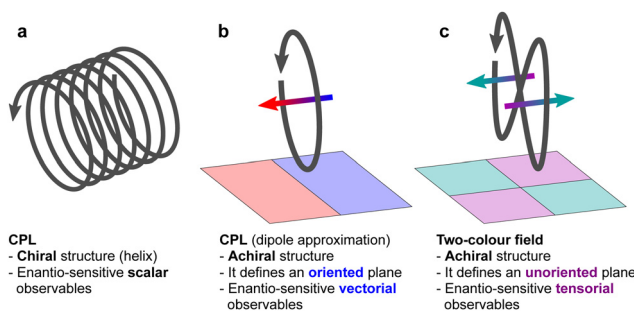 a
b
c
CPL
- Chiral structure (helix)
- Enantio-sensitive scalar
observables
CPL (dipole approximation)
- Achiral structure
- It defines an oriented plane
- Enantio-sensitive vectorial
observables
Two-colour field
- Achiral structure
- It defines an unoriented plane
- Enantio-sensitive tensorial
observables